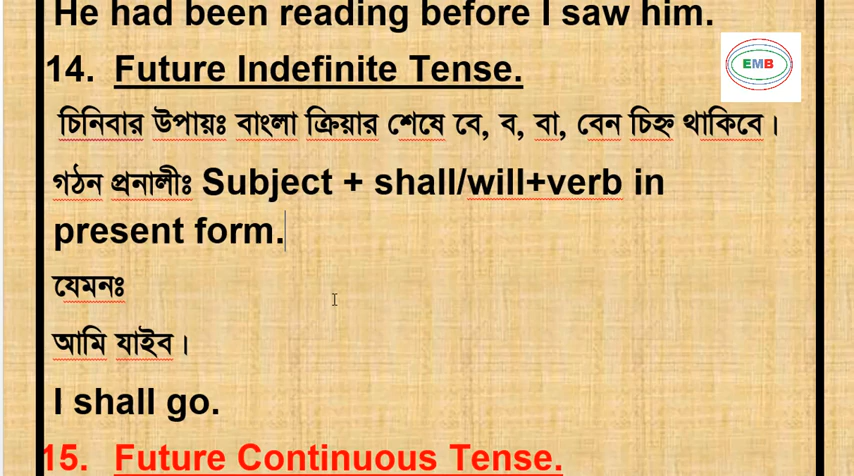 He had been reading before I saw him.
14. Future Indefinite Tense.
EMB
চিনিবার উপায়ঃ বাংলা ক্রিয়ার শেষে বে, ব, বা, বেন চিহ্ন থাকিবে।
গঠন প্রনালীঃ Subject + shall/will+verb in
present form.
যেমনঃ
আমি যাইব।
I shall go.
15. Future Continuous Tense.